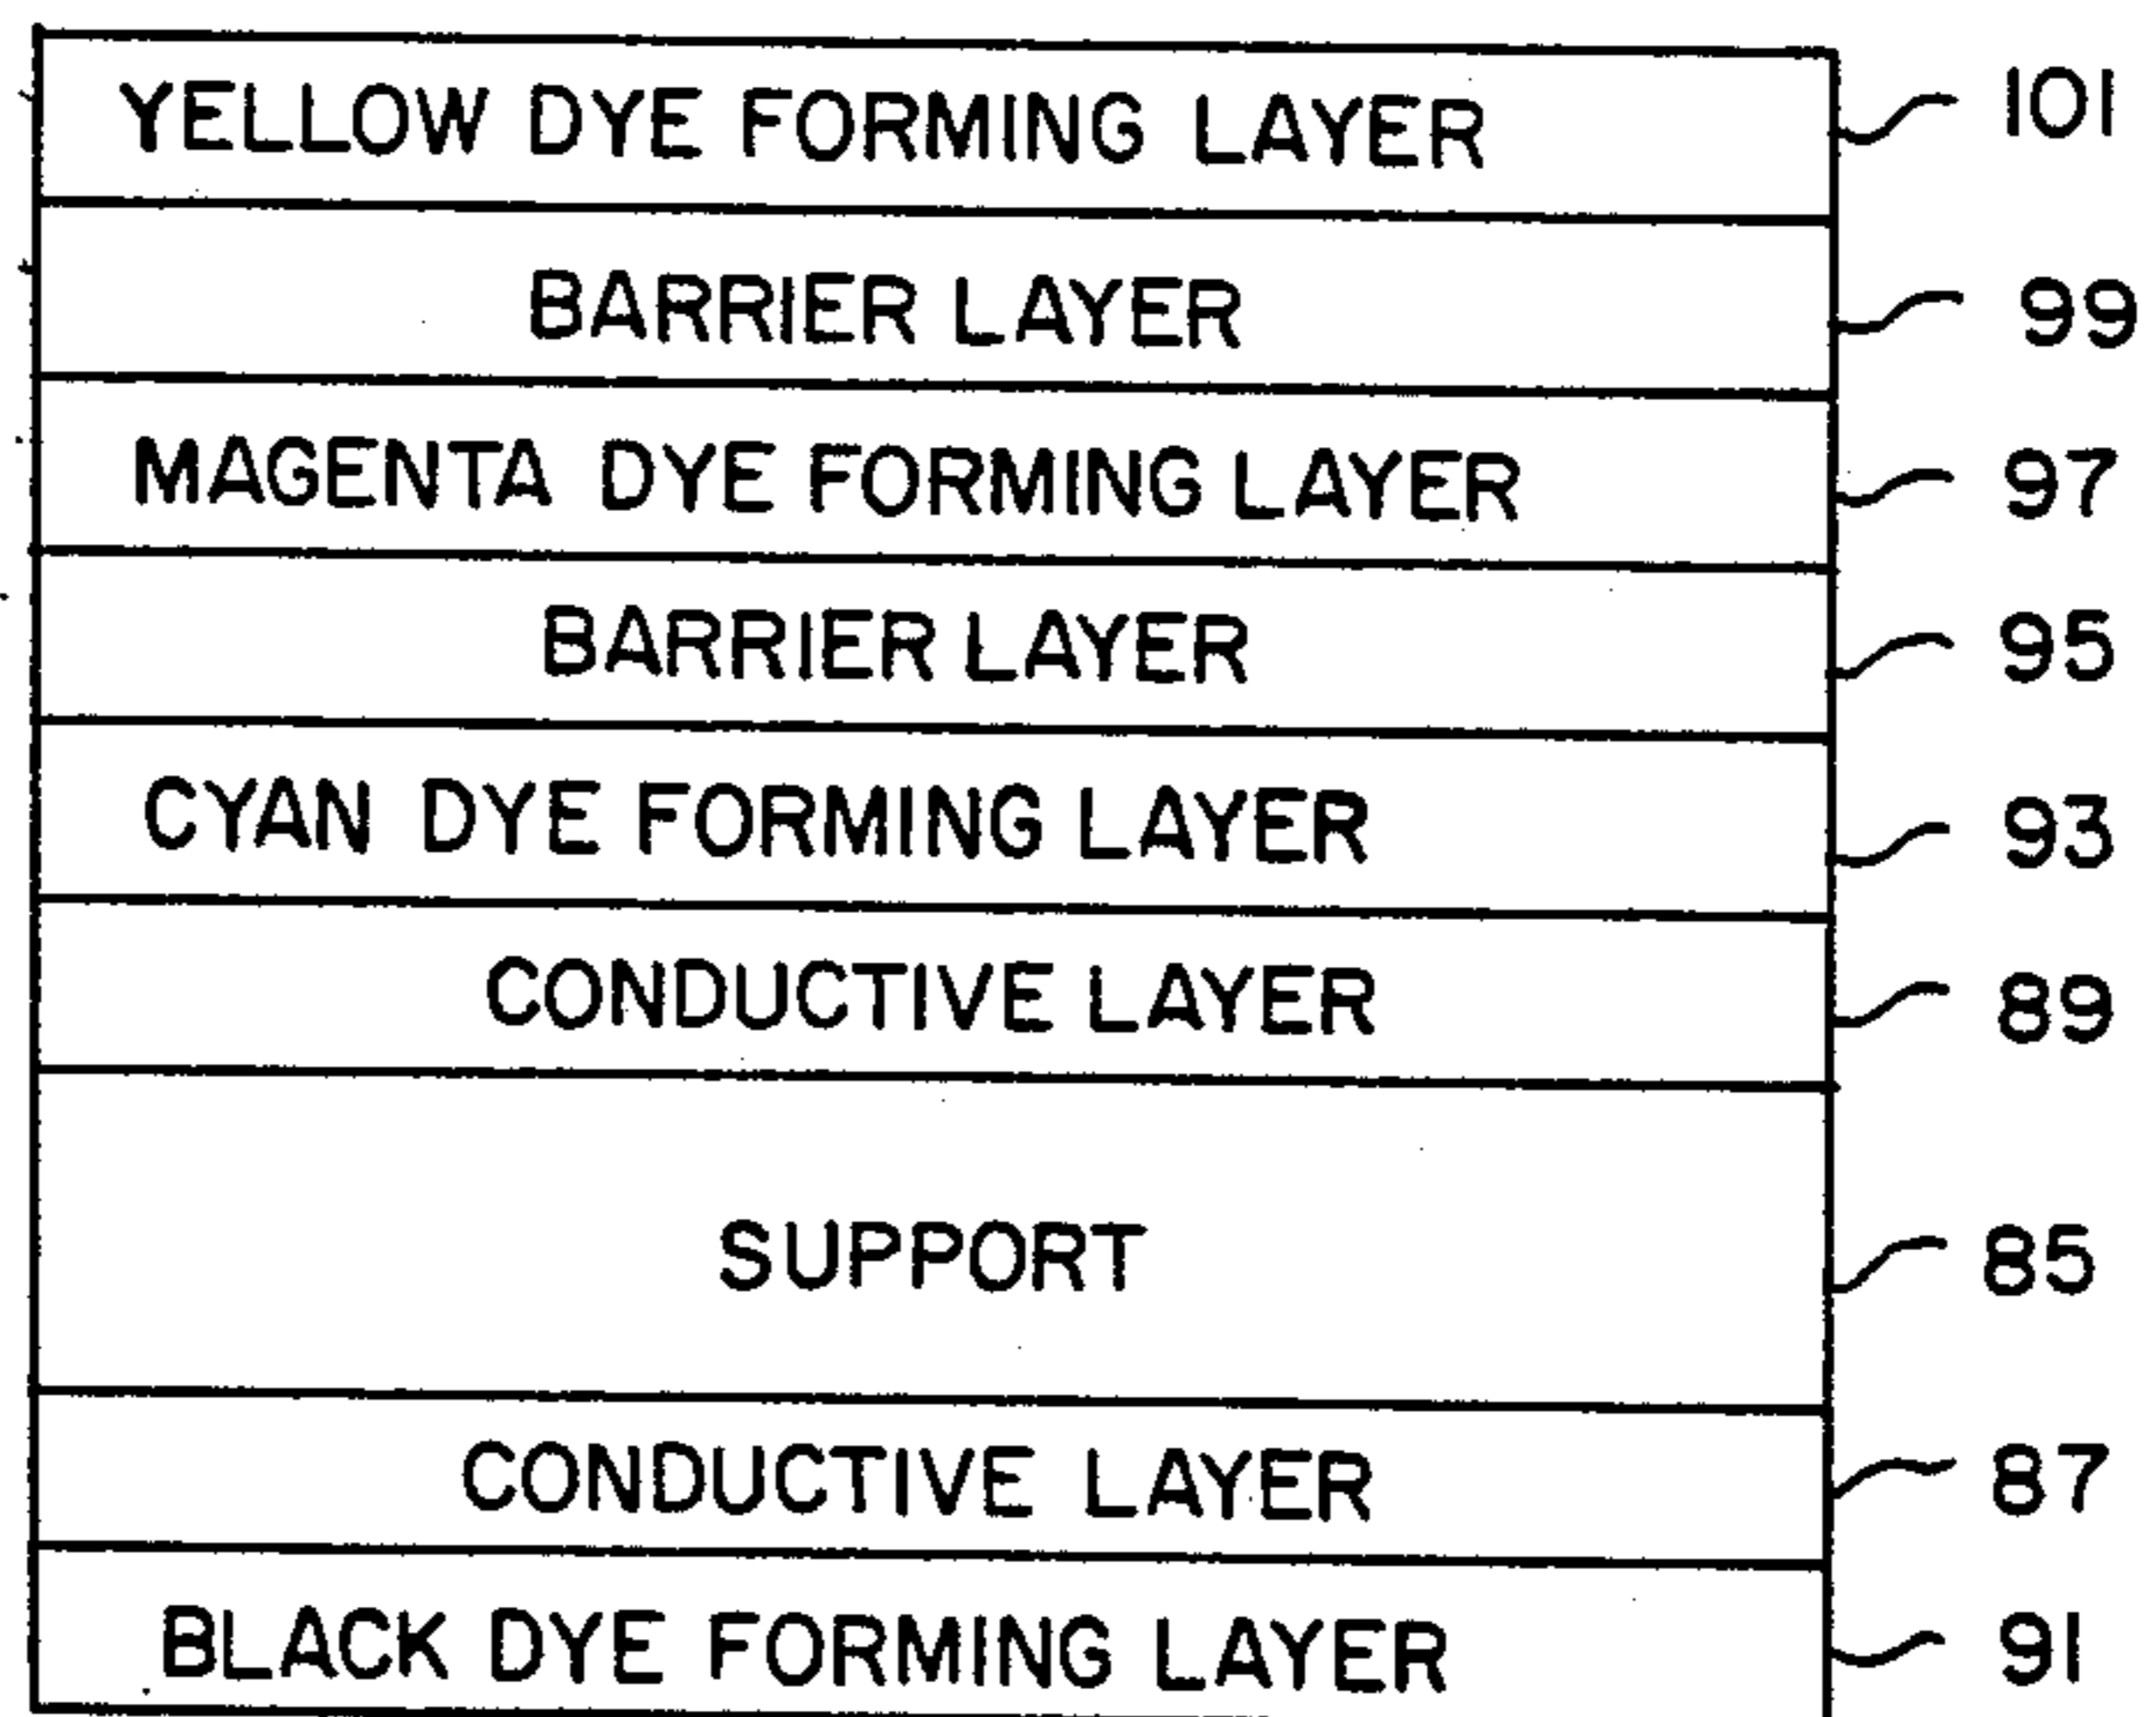 YELLOW DYE FORMING LAYER 101
BARRIER LAYER 99
MAGENTA DYE FORMING LAYER 97
BARRIER LAYER 95
CYAN DYE FORMING LAYER 93
CONDUCTIVE LAYER 89
SUPPORT 85
CONDUCTIVE LAYER 87
BLACK DYE FORMING LAYER 91